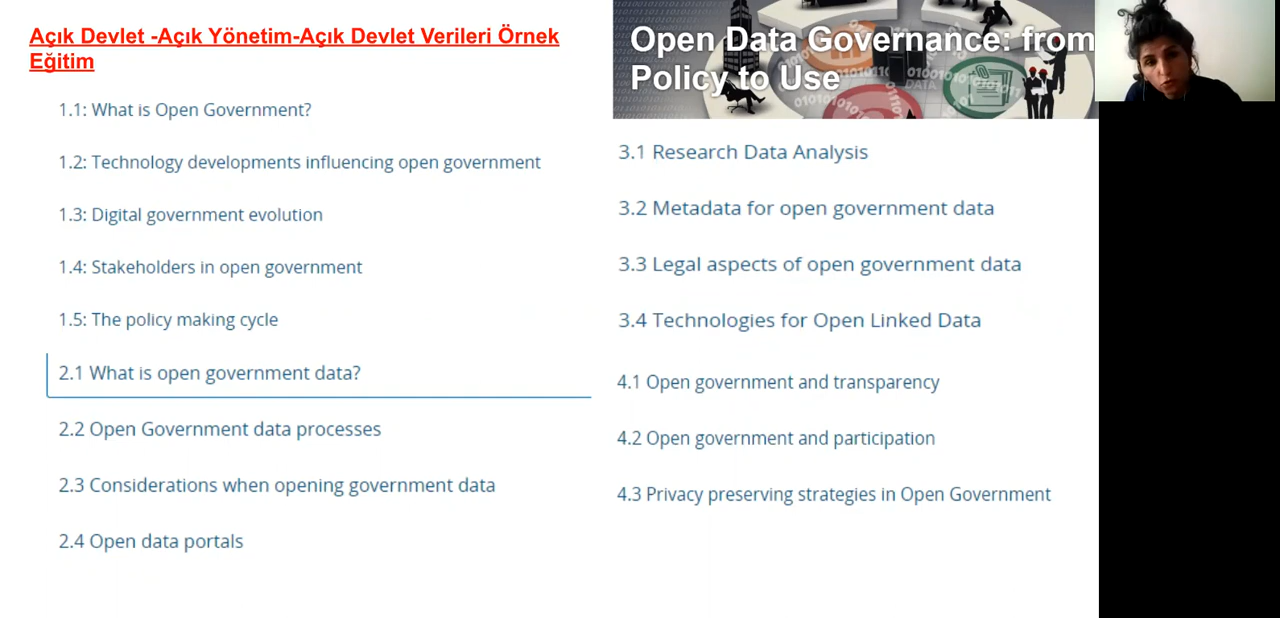 Açık Devlet -Açık Yönetim-Açık Devlet Verileri Örnek
Eğitim
1.1: What is Open Government?
1.2: Technology developments influencing open government
1.3: Digital government evolution
1.4: Stakeholders in open government
1.5: The policy making cycle
2.1 What is open government data?
2.2 Open Government data processes
2.3 Considerations when opening government data
2.4 Open data portals
Open Data Governance: from
Policy to Use
DATA
3.1 Research Data Analysis
3.2 Metadata for open government data
3.3 Legal aspects of open government data
3.4 Technologies for Open Linked Data
4.1 Open government and transparency
4.2 Open government and participation
4.3 Privacy preserving strategies in Open Government